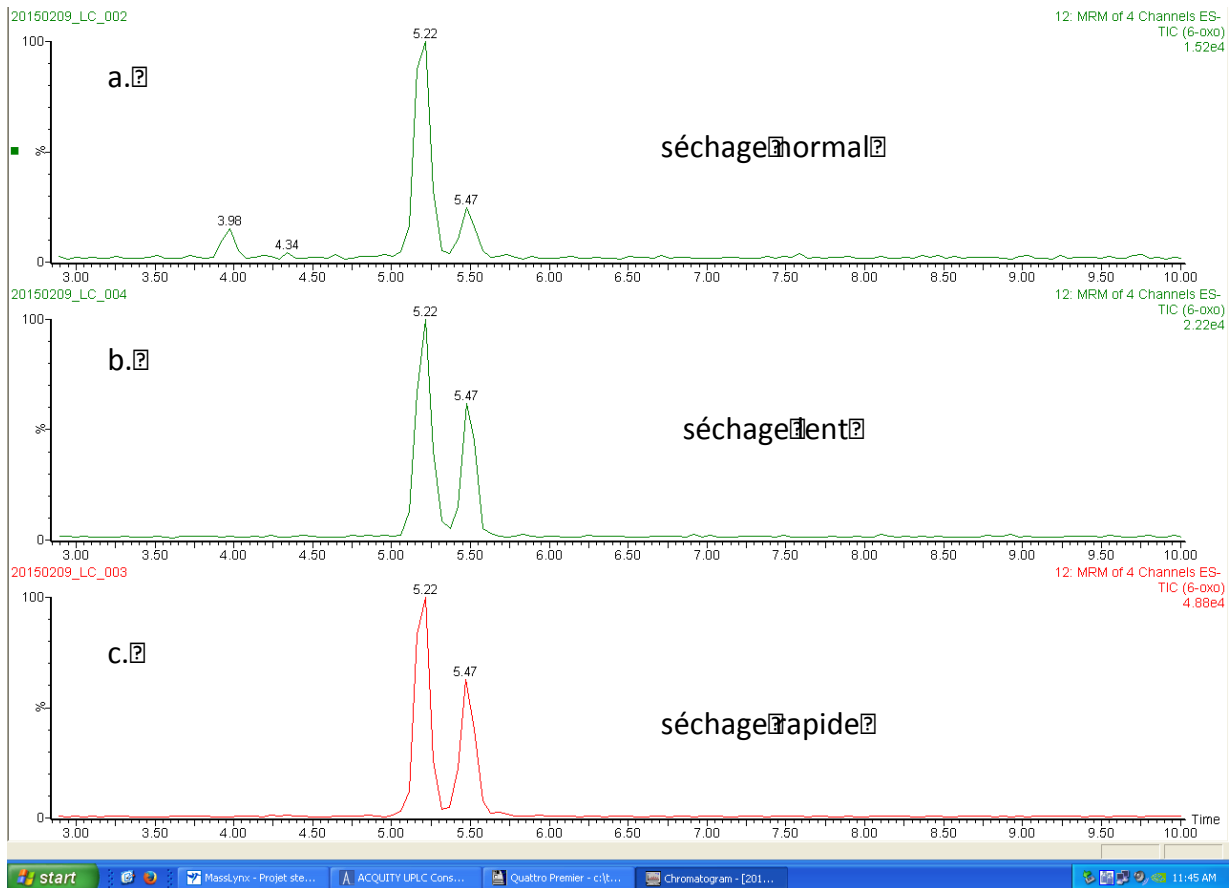 20150209_LC_002
12: MRM of 4 Channels ES-
TIC (6-oxo)
1.52e4
100
%
0
a.
séchage normal
3.98
4.34
5.22
5.47
3.00 3.50 4.00 4.50 5.00 5.50 6.00 6.50 7.00 7.50 8.00 8.50 9.00 9.50 10.00
20150209_LC_004
12: MRM of 4 Channels ES-
TIC (6-oxo)
2.22e4
100
%
0
b.
séchage lent
5.22
5.47
3.00 3.50 4.00 4.50 5.00 5.50 6.00 6.50 7.00 7.50 8.00 8.50 9.00 9.50 10.00
20150209_LC_003
12: MRM of 4 Channels ES-
TIC (6-oxo)
4.88e4
100
%
0
c.
séchage rapide
5.22
5.47
3.00 3.50 4.00 4.50 5.00 5.50 6.00 6.50 7.00 7.50 8.00 8.50 9.00 9.50 10.00
Time
start
MassLynx - Projet ste...
ACQUITY UPLC Cons...
Quattro Premier - c:\t...
Chromatogram - [201...
11:45 AM